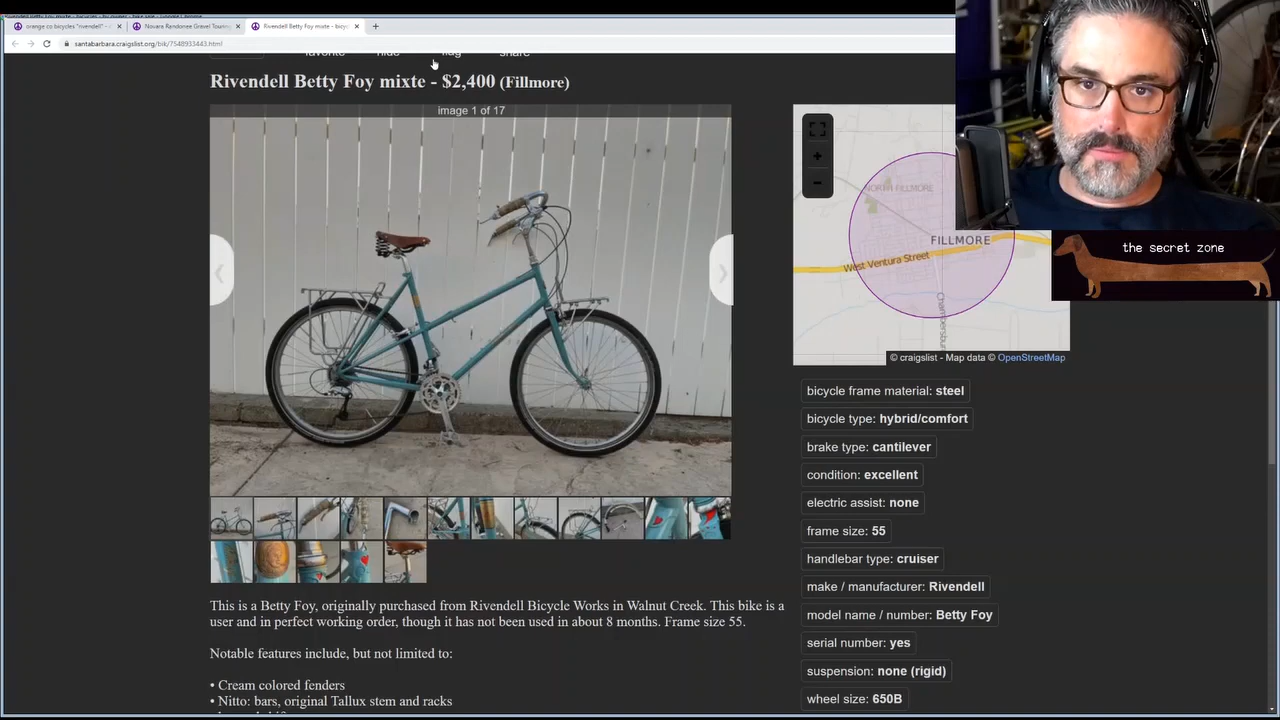 orange co bicycles "rivendell" -
Novara Randonee Gravel Tourin
Rivendell Betty Foy mixte - bicyc
santabarbara.craigslist.org/bik/7548933443.html
favorite hide flag share
Rivendell Betty Foy mixte - $2,400 (Fillmore)
image 1 of 17
NORTH FILLMORE
FILLMORE
West Ventura Street
© craigslist - Map data © OpenStreetMap
the secret zone
bicycle frame material: steel
bicycle type: hybrid/comfort
brake type: cantilever
condition: excellent
electric assist: none
frame size: 55
handlebar type: cruiser
make / manufacturer: Rivendell
model name / number: Betty Foy
serial number: yes
suspension: none (rigid)
wheel size: 650B
This is a Betty Foy, originally purchased from Rivendell Bicycle Works in Walnut Creek. This bike is a
user and in perfect working order, though it has not been used in about 8 months. Frame size 55.
Notable features include, but not limited to:
• Cream colored fenders
• Nitto: bars, original Tallux stem and racks